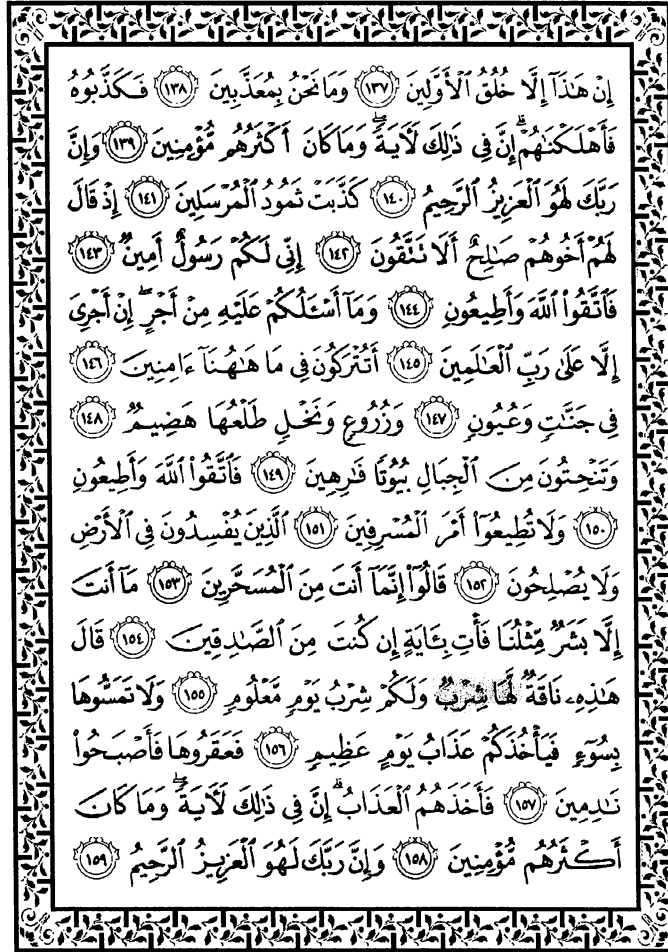 إِنْ هَٰذَآ إِلَّا خُلُقُ ٱلْأَوَّلِينَ ١٣٧ وَمَا نَحْنُ بِمُعَذَّبِينَ ١٣٨ فَكَذَّبُوهُ
فَأَهْلَكْنَٰهُمْ ۗ إِنَّ فِى ذَٰلِكَ لَـَٔايَةً ۖ وَمَا كَانَ أَكْثَرُهُم مُّؤْمِنِينَ ١٣٩ وَإِنَّ
رَبَّكَ لَهُوَ ٱلْعَزِيزُ ٱلرَّحِيمُ ١٤٠ كَذَّبَتْ ثَمُودُ ٱلْمُرْسَلِينَ ١٤١ إِذْ قَالَ
لَهُمْ أَخُوهُمْ صَٰلِحٌ أَلَا تَتَّقُونَ ١٤٢ إِنِّى لَكُمْ رَسُولٌ أَمِينٌ ١٤٣
فَٱتَّقُوا۟ ٱللَّهَ وَأَطِيعُونِ ١٤٤ وَمَآ أَسْـَٔلُكُمْ عَلَيْهِ مِنْ أَجْرٍ ۖ إِنْ أَجْرِىَ
إِلَّا عَلَىٰ رَبِّ ٱلْعَٰلَمِينَ ١٤٥ أَتُتْرَكُونَ فِى مَا هَٰهُنَآ ءَامِنِينَ ١٤٦
فِى جَنَّٰتٍ وَعُيُونٍ ١٤٧ وَزُرُوعٍ وَنَخْلٍ طَلْعُهَا هَضِيمٌ ١٤٨
وَتَنْحِتُونَ مِنَ ٱلْجِبَالِ بُيُوتًا فَٰرِهِينَ ١٤٩ فَٱتَّقُوا۟ ٱللَّهَ وَأَطِيعُونِ
١٥٠ وَلَا تُطِيعُوٓا۟ أَمْرَ ٱلْمُسْرِفِينَ ١٥١ ٱلَّذِينَ يُفْسِدُونَ فِى ٱلْأَرْضِ
وَلَا يُصْلِحُونَ ١٥٢ قَالُوٓا۟ إِنَّمَآ أَنتَ مِنَ ٱلْمُسَحَّرِينَ ١٥٣ مَآ أَنتَ
إِلَّا بَشَرٌ مِّثْلُنَا فَأْتِ بِـَٔايَةٍ إِن كُنتَ مِنَ ٱلصَّٰدِقِينَ ١٥٤ قَالَ
هَٰذِهِۦ نَاقَةٌ لَّهَا شِرْبٌ وَلَكُمْ شِرْبُ يَوْمٍ مَّعْلُومٍ ١٥٥ وَلَا تَمَسُّوهَا
بِسُوٓءٍ فَيَأْخُذَكُمْ عَذَابُ يَوْمٍ عَظِيمٍ ١٥٦ فَعَقَرُوهَا فَأَصْبَحُوا۟
نَٰدِمِينَ ١٥٧ فَأَخَذَهُمُ ٱلْعَذَابُ ۗ إِنَّ فِى ذَٰلِكَ لَـَٔايَةً ۖ وَمَا كَانَ
أَكْثَرُهُم مُّؤْمِنِينَ ١٥٨ وَإِنَّ رَبَّكَ لَهُوَ ٱلْعَزِيزُ ٱلرَّحِيمُ ١٥٩